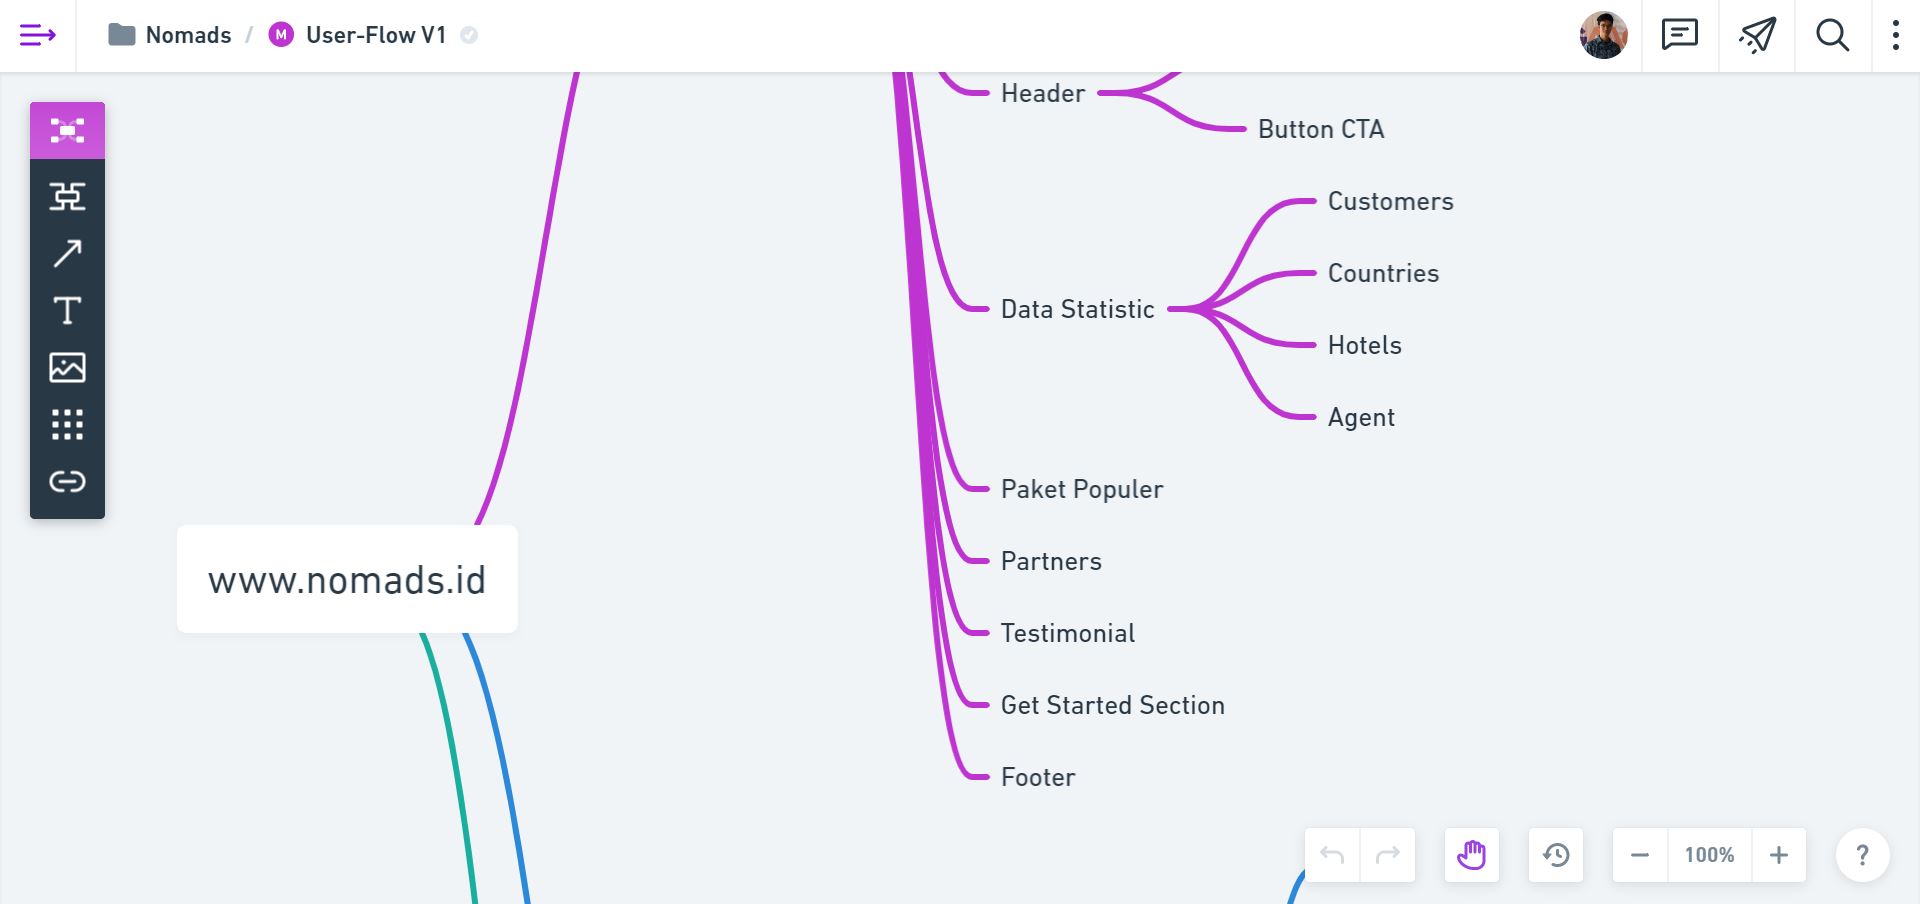 Nomads / M User-Flow V1
Header
Button CTA
Customers
Countries
Data Statistic
Hotels
Agent
Paket Populer
Partners
www.nomads.id
Testimonial
Get Started Section
Footer
100%
?